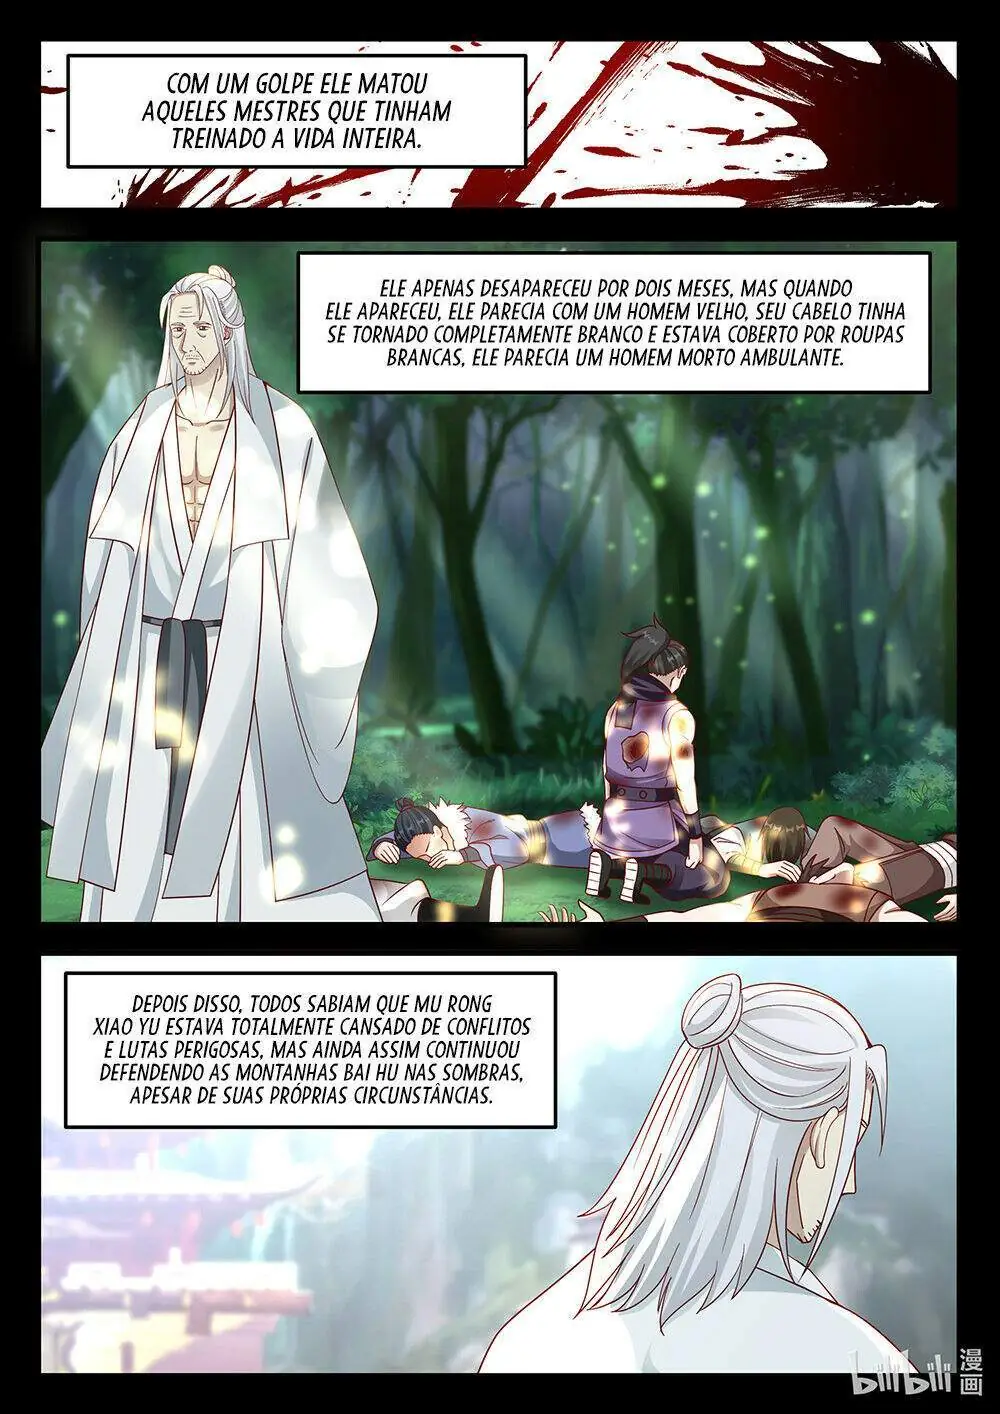 COM UM GOLPE ELE MATOU
AQUELES MESTRES QUE TINHAM
TREINADO A VIDA INTEIRA.
ELE APENAS DESAPARECEU POR DOIS MESES, MAS QUANDO
ELE APARECEU, ELE PARECIA COM UM HOMEM VELHO, SEU CABELO TINHA
SE TORNADO COMPLETAMENTE BRANCO E ESTAVA COBERTO POR ROUPAS
BRANCAS, ELE PARECIA UM HOMEM MORTO AMBULANTE.
DEPOIS DISSO, TODOS SABIAM QUE MU RONG
XIAO YU ESTAVA TOTALMENTE CANSADO DE CONFLITOS
E LUTAS PERIGOSAS, MAS AINDA ASSIM CONTINUOU
DEFENDENDO AS MONTANHAS BAI HU NAS SOMBRAS,
APESAR DE SUAS PRÓPRIAS CIRCUNSTÂNCIAS.
bilibili 漫画